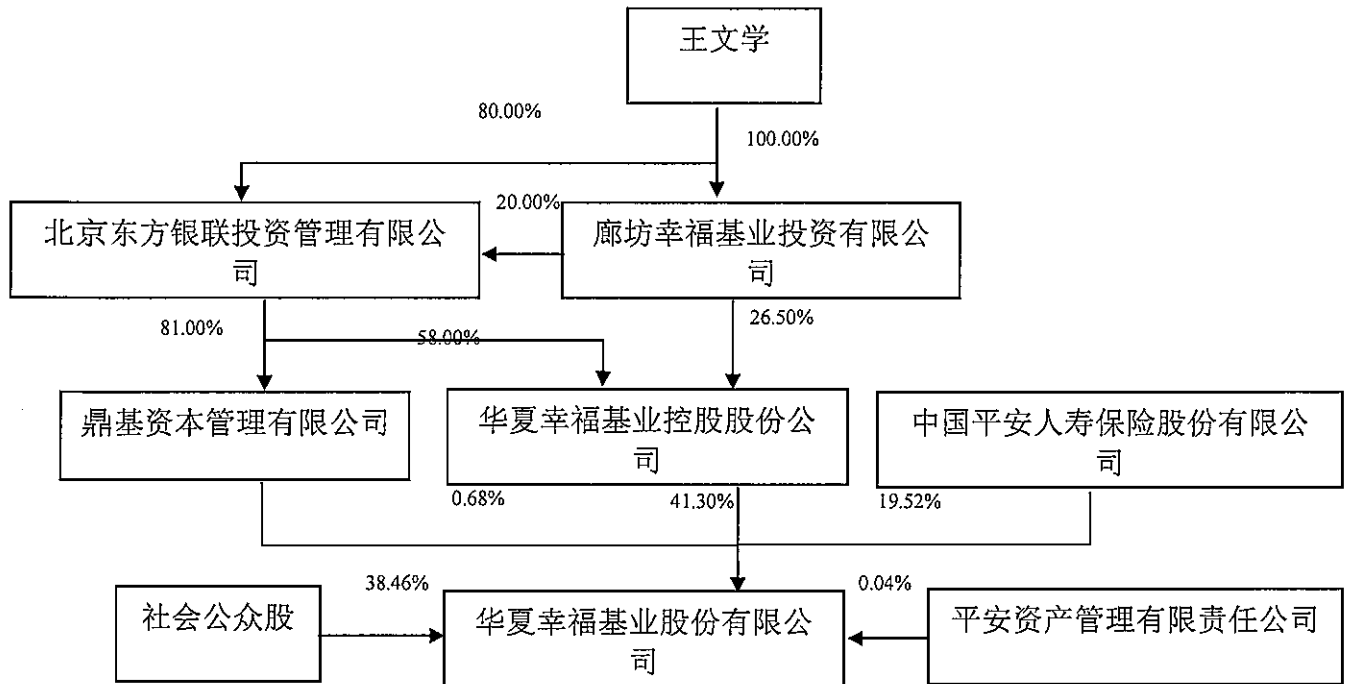 王文学
80.00%
100.00%
北京东方银联投资管理有限公
司
20.00%
廊坊幸福基业投资有限公
司
81.00%
58.00%
26.50%
鼎基资本管理有限公司
华夏幸福基业控股股份公
司
中国平安人寿保险股份有限公
司
0.68%
41.30%
19.52%
社会公众股
38.46%
华夏幸福基业股份有限公
司
0.04%
平安资产管理有限责任公司